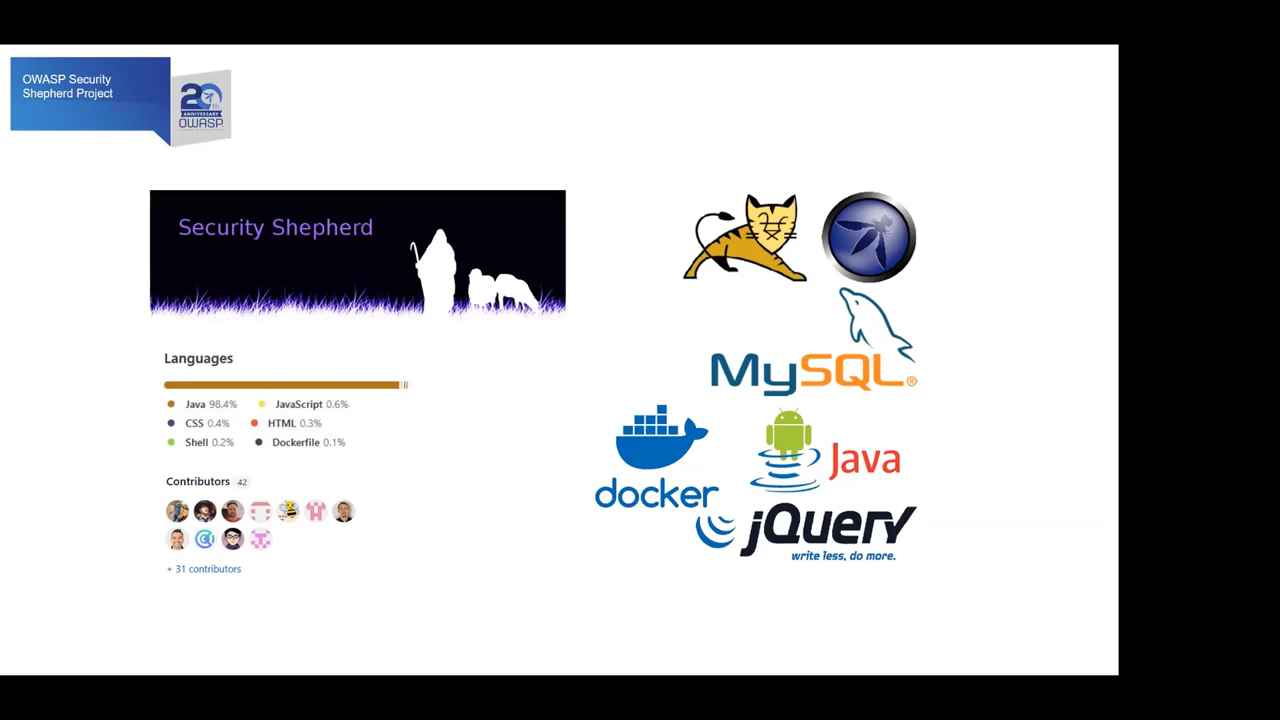 OWASP Security
Shepherd Project
20th
ANNIVERSARY
OWASP
Security Shepherd
Languages
Java 98.4%
JavaScript 0.6%
CSS 0.4%
HTML 0.3%
Shell 0.2%
Dockerfile 0.1%
Contributors 42
+ 31 contributors
MySQL®
docker
Java
jQuery
write less, do more.